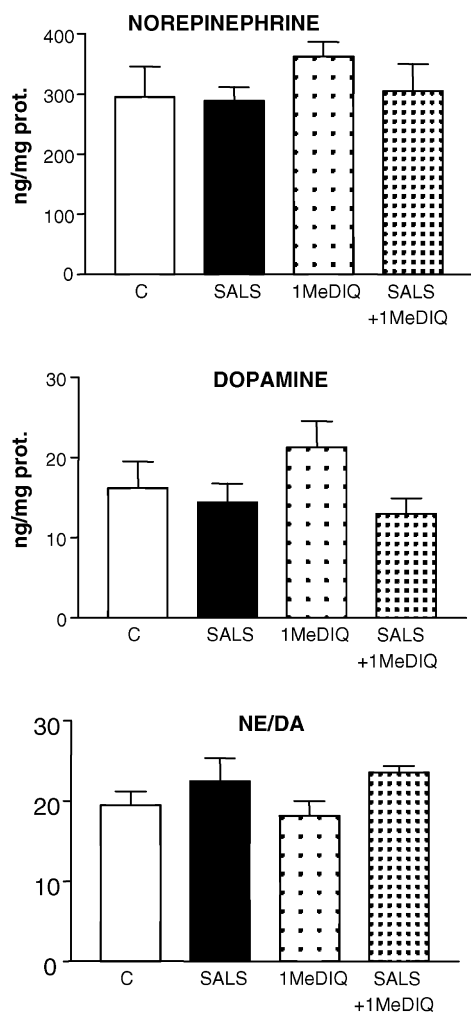 NOREPINEPHRINE
ng/mg prot.
400
300
200
100
0
C SALS 1MeDIQ SALS
+1MeDIQ
DOPAMINE
ng/mg prot.
30
20
10
0
C SALS 1MeDIQ SALS
+1MeDIQ
NE/DA
30
20
10
0
C SALS 1MeDIQ SALS
+1MeDIQ